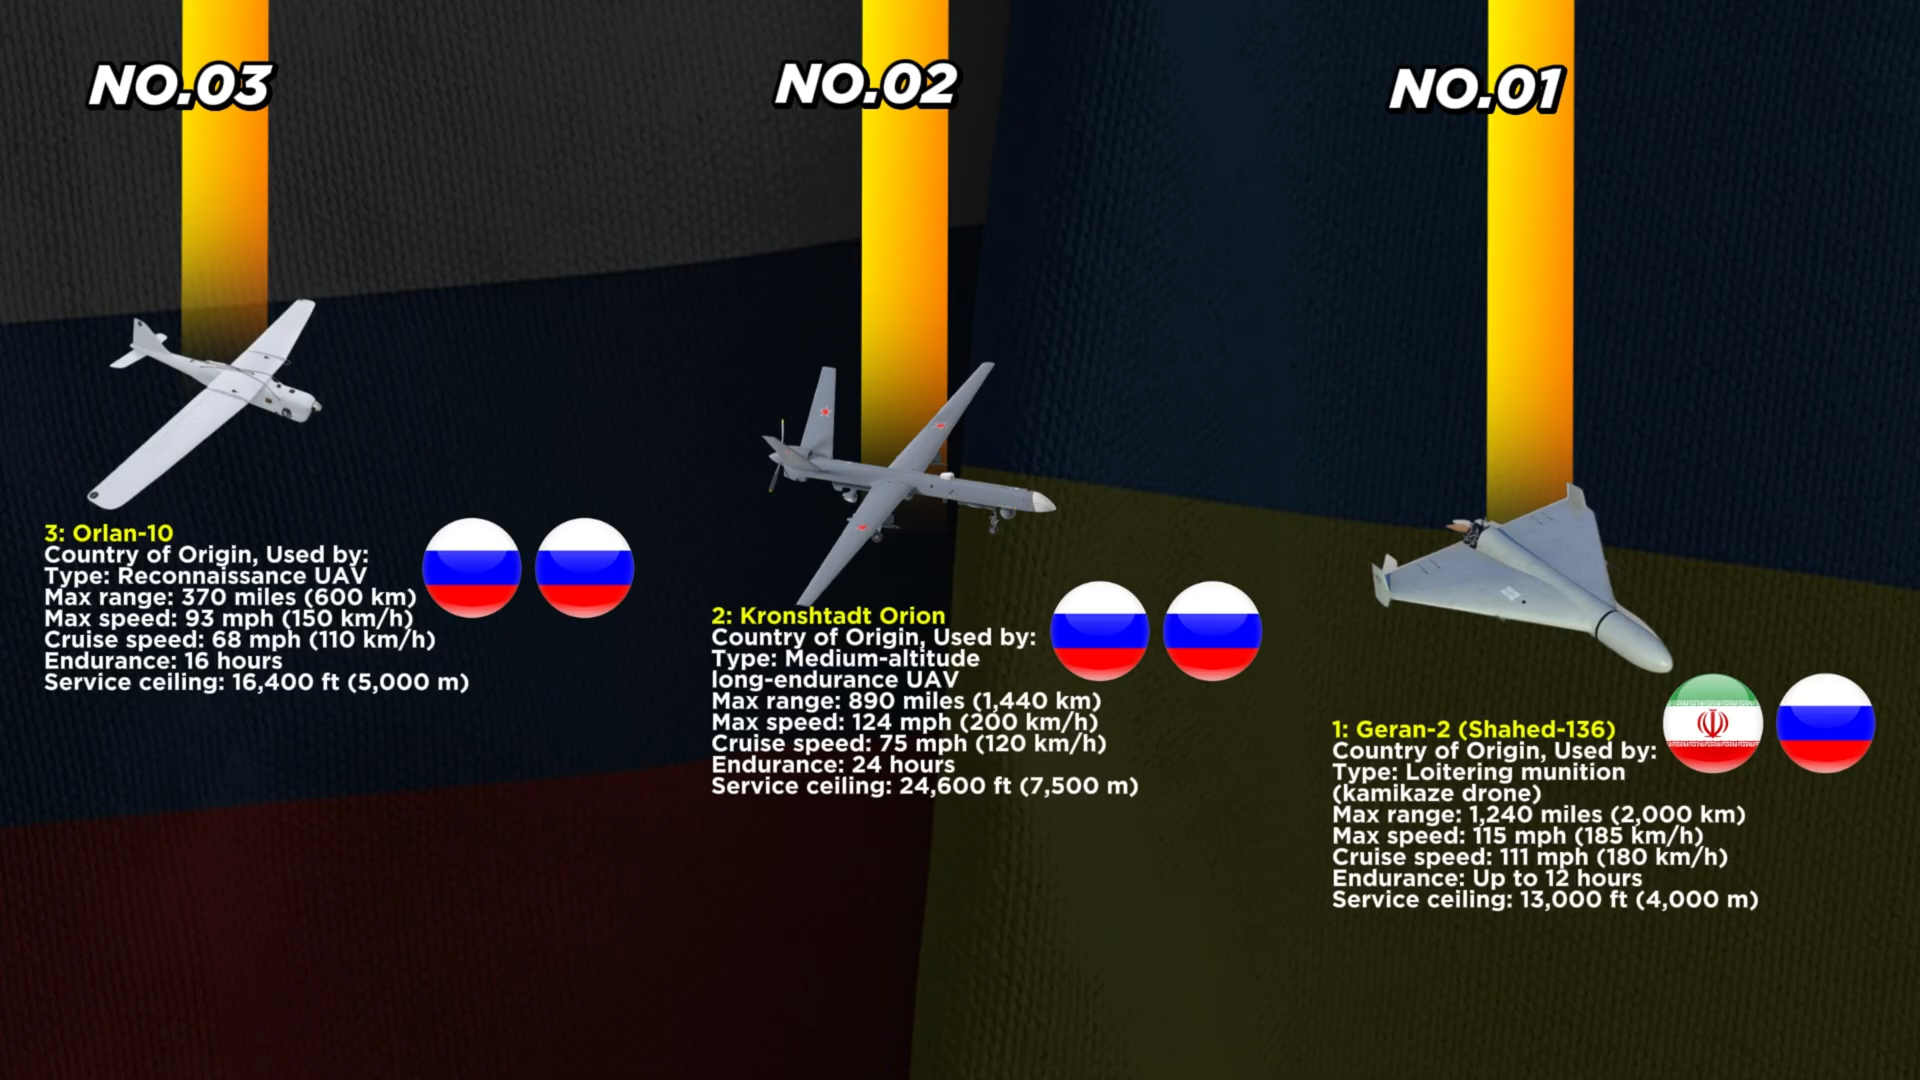 NO.03
3: Orlan-10
Country of Origin, Used by:
Type: Reconnaissance UAV
Max range: 370 miles (600 km)
Max speed: 93 mph (150 km/h)
Cruise speed: 68 mph (110 km/h)
Endurance: 16 hours
Service ceiling: 16,400 ft (5,000 m)
NO.02
2: Kronshtadt Orion
Country of Origin, Used by:
Type: Medium-altitude
long-endurance UAV
Max range: 890 miles (1,440 km)
Max speed: 124 mph (200 km/h)
Cruise speed: 75 mph (120 km/h)
Endurance: 24 hours
Service ceiling: 24,600 ft (7,500 m)
NO.01
1: Geran-2 (Shahed-136)
Country of Origin, Used by:
Type: Loitering munition
(kamikaze drone)
Max range: 1,240 miles (2,000 km)
Max speed: 115 mph (185 km/h)
Cruise speed: 111 mph (180 km/h)
Endurance: Up to 12 hours
Service ceiling: 13,000 ft (4,000 m)